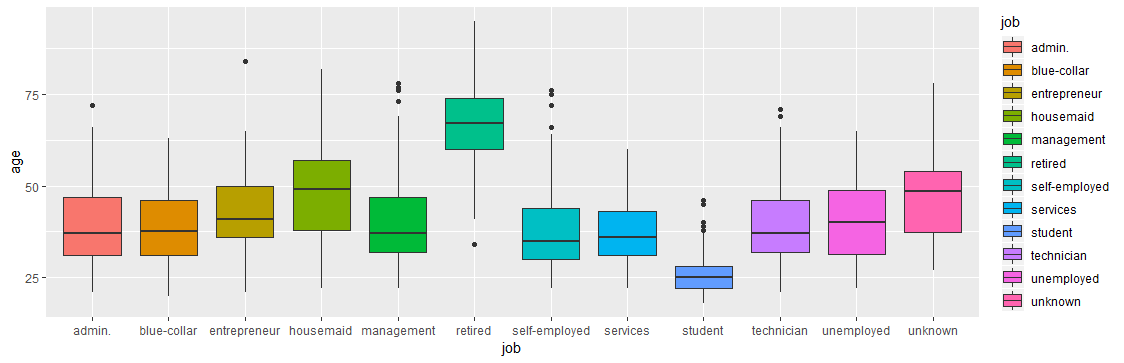 age
75
50
25
admin.
blue-collar
entrepreneur
housemaid
management
retired
self-employed
services
student
technician
unemployed
unknown
job
job
admin.
blue-collar
entrepreneur
housemaid
management
retired
self-employed
services
student
technician
unemployed
unknown